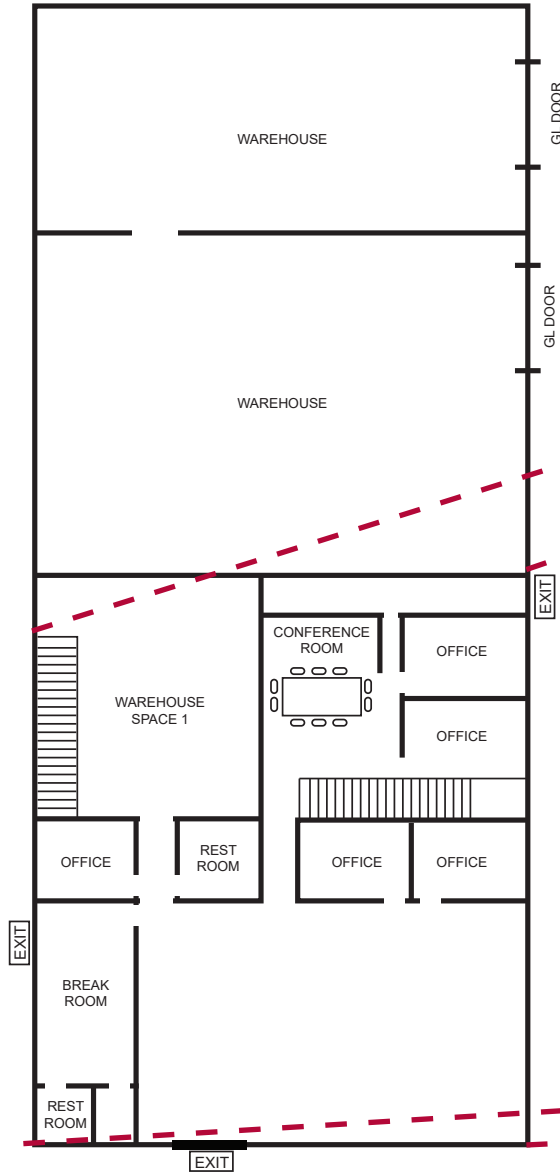 GL DOOR
WAREHOUSE
GL DOOR
WAREHOUSE
EXIT
CONFERENCE
ROOM
OFFICE
WAREHOUSE
SPACE 1
OFFICE
REST
ROOM
OFFICE
OFFICE
OFFICE
EXIT
BREAK
ROOM
REST
ROOM
EXIT